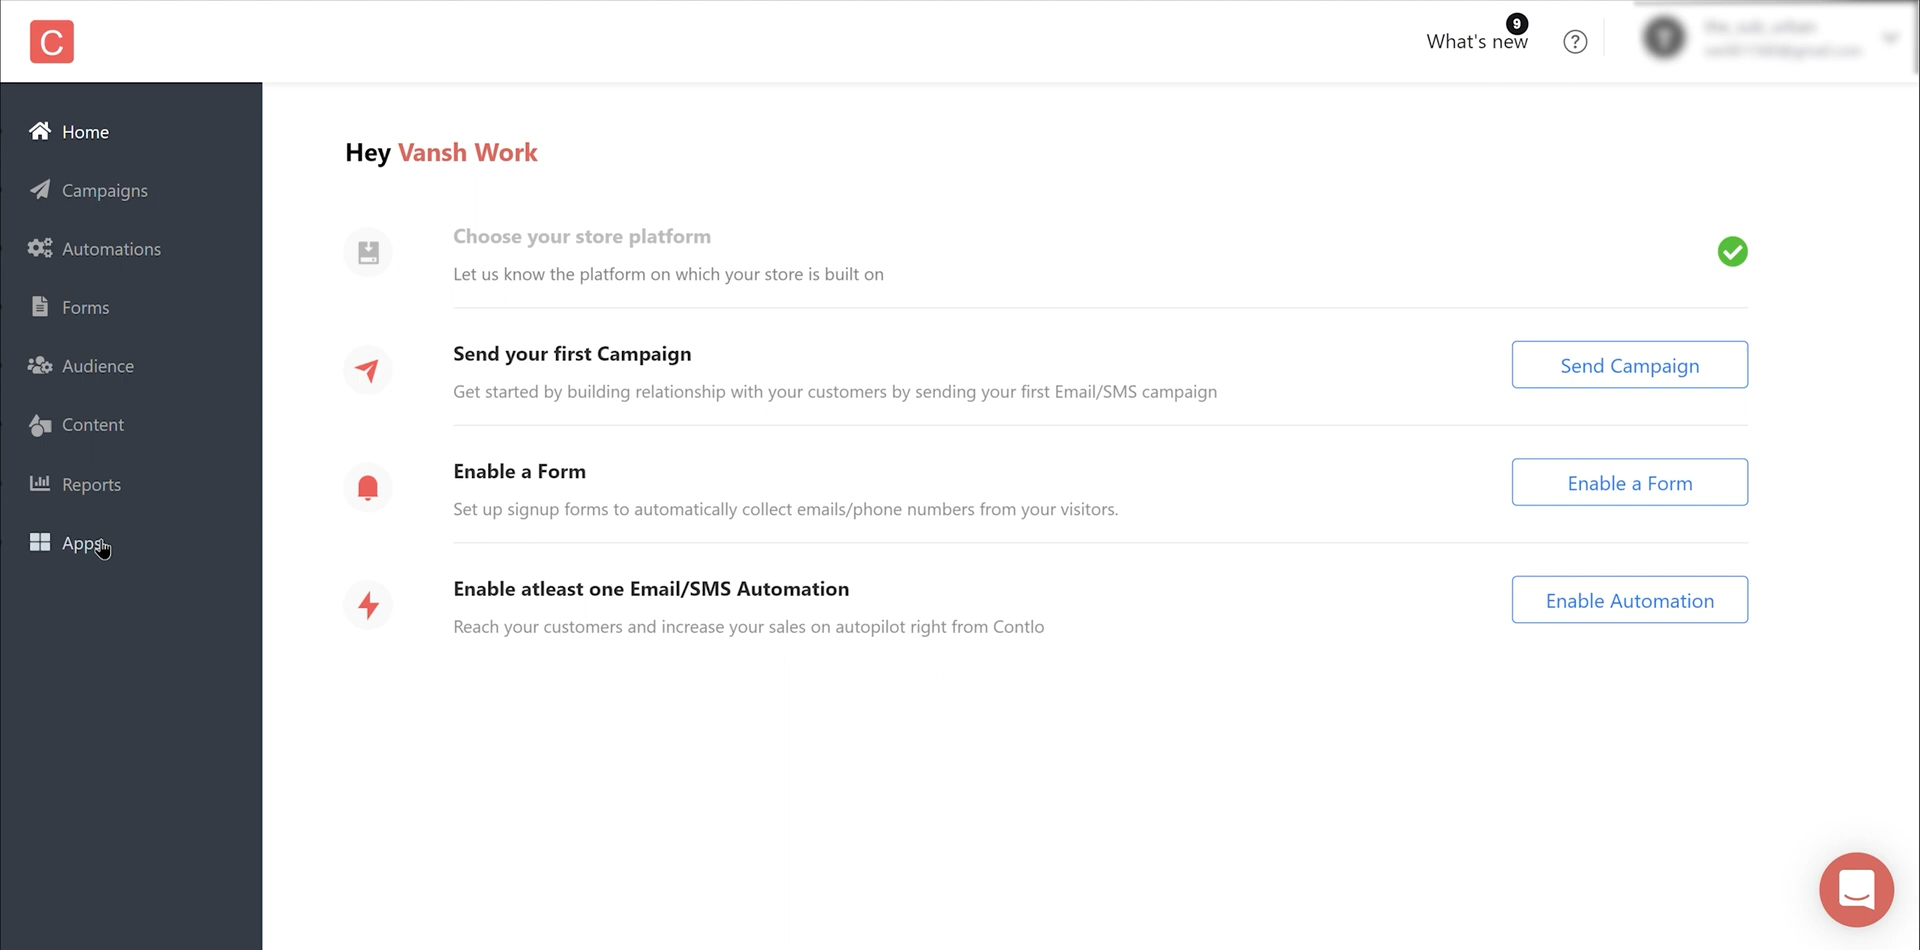 C
What's new
9
?
Home
Campaigns
Automations
Forms
Audience
Content
Reports
Apps
Hey Vansh Work
Choose your store platform
Let us know the platform on which your store is built on
Send your first Campaign
Get started by building relationship with your customers by sending your first Email/SMS campaign
Send Campaign
Enable a Form
Set up signup forms to automatically collect emails/phone numbers from your visitors.
Enable a Form
Enable atleast one Email/SMS Automation
Reach your customers and increase your sales on autopilot right from Contlo
Enable Automation